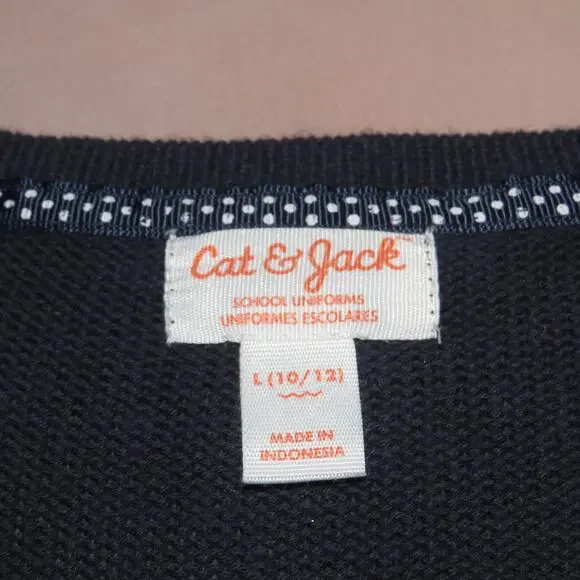 Cat & Jack
SCHOOL UNIFORMS
UNIFORMES ESCOLARES
L (10/12)
MADE IN
INDONESIA